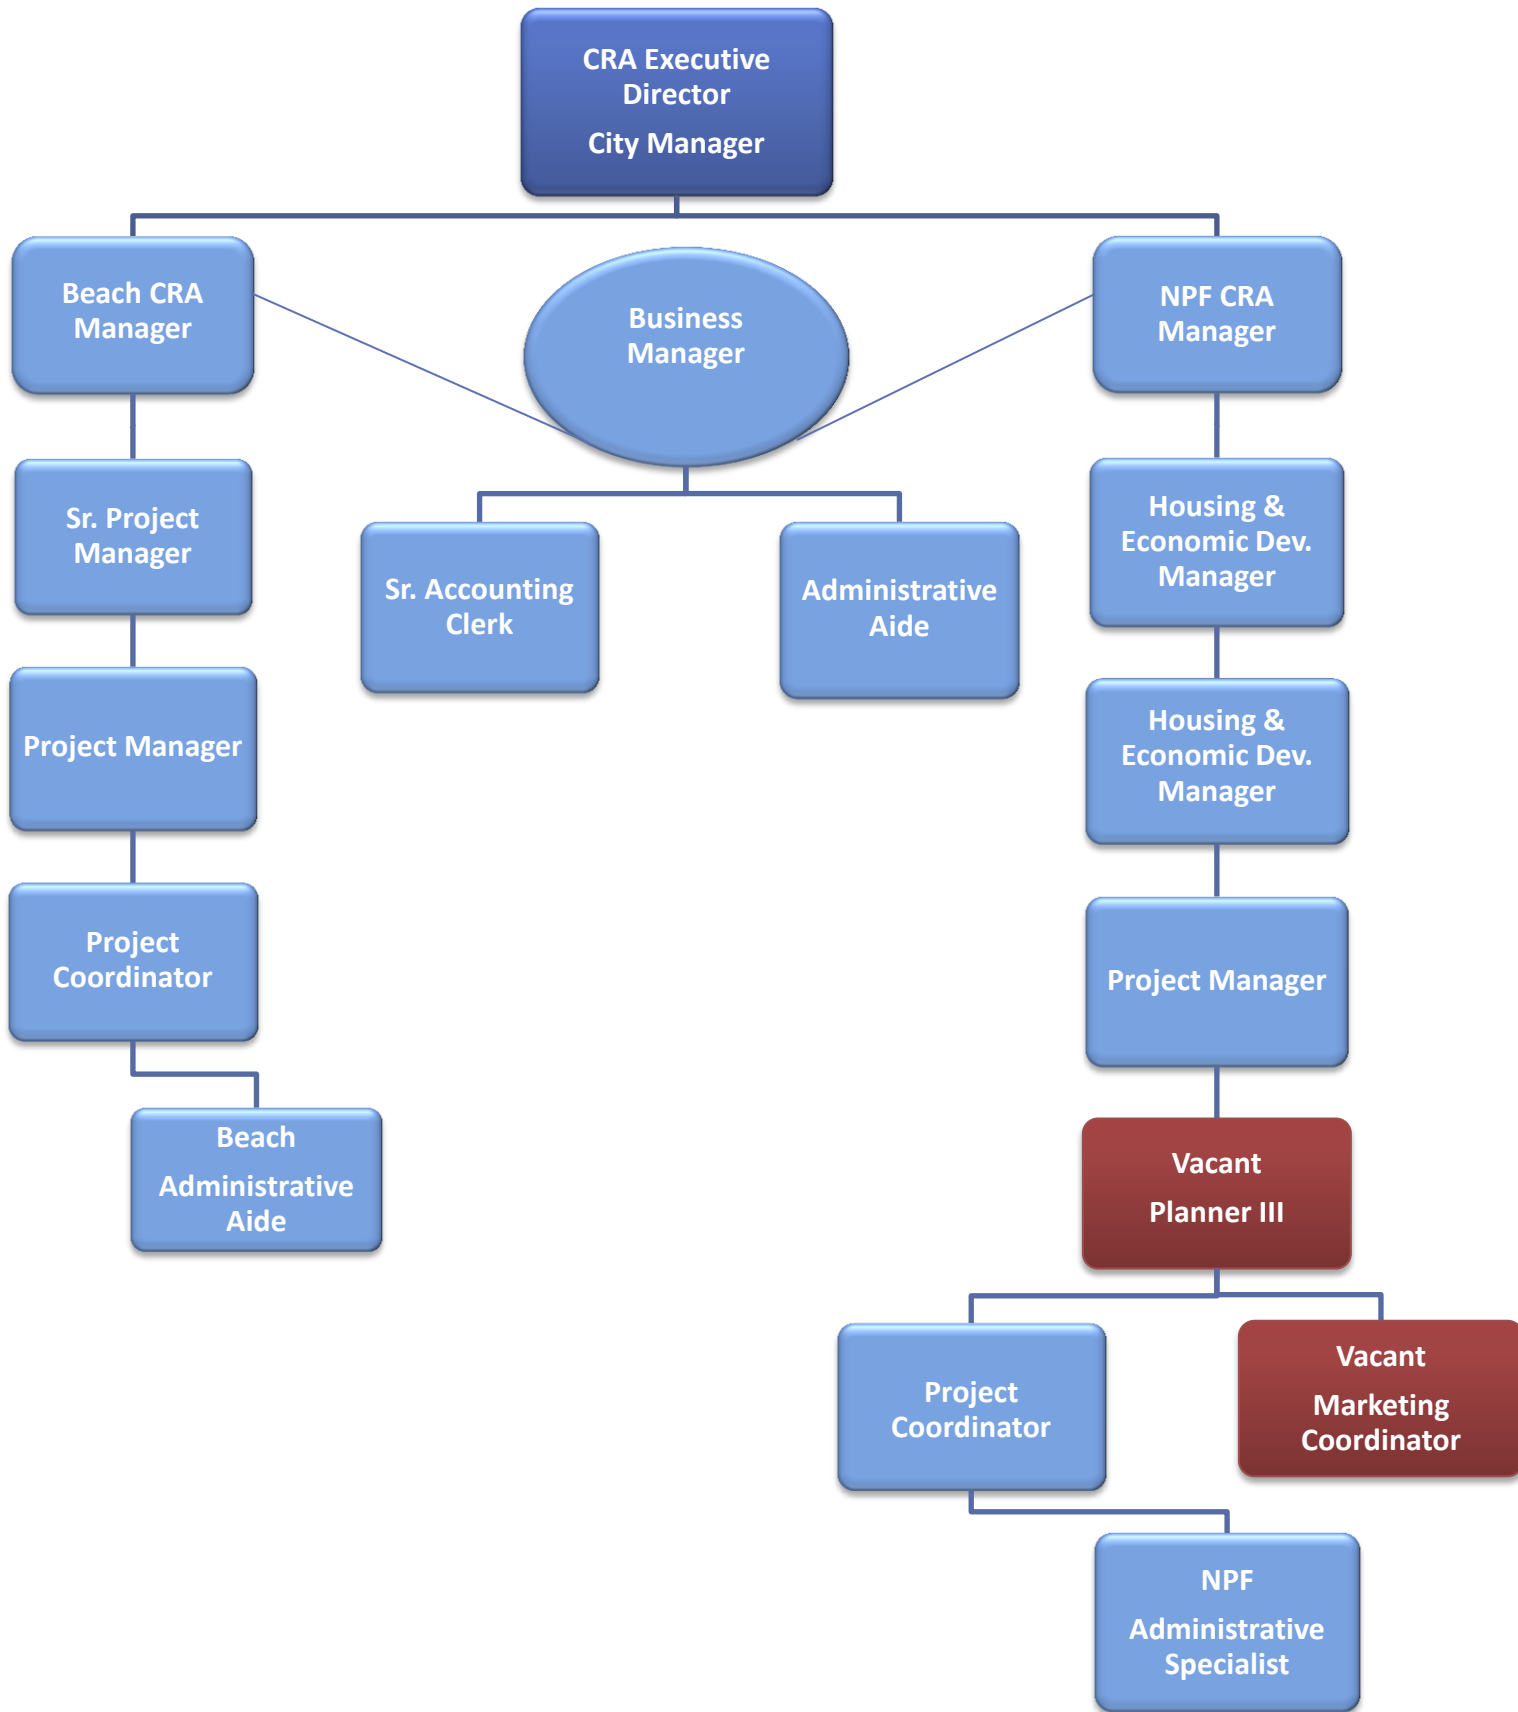 CRA Executive
Director
City Manager
Beach CRA
Manager
Business
Manager
NPF CRA
Manager
Sr. Project
Manager
Sr. Accounting
Clerk
Administrative
Aide
Housing &
Economic Dev.
Manager
Project Manager
Housing &
Economic Dev.
Manager
Project
Coordinator
Project Manager
Beach
Administrative
Aide
Vacant
Planner III
Project
Coordinator
Vacant
Marketing
Coordinator
NPF
Administrative
Specialist